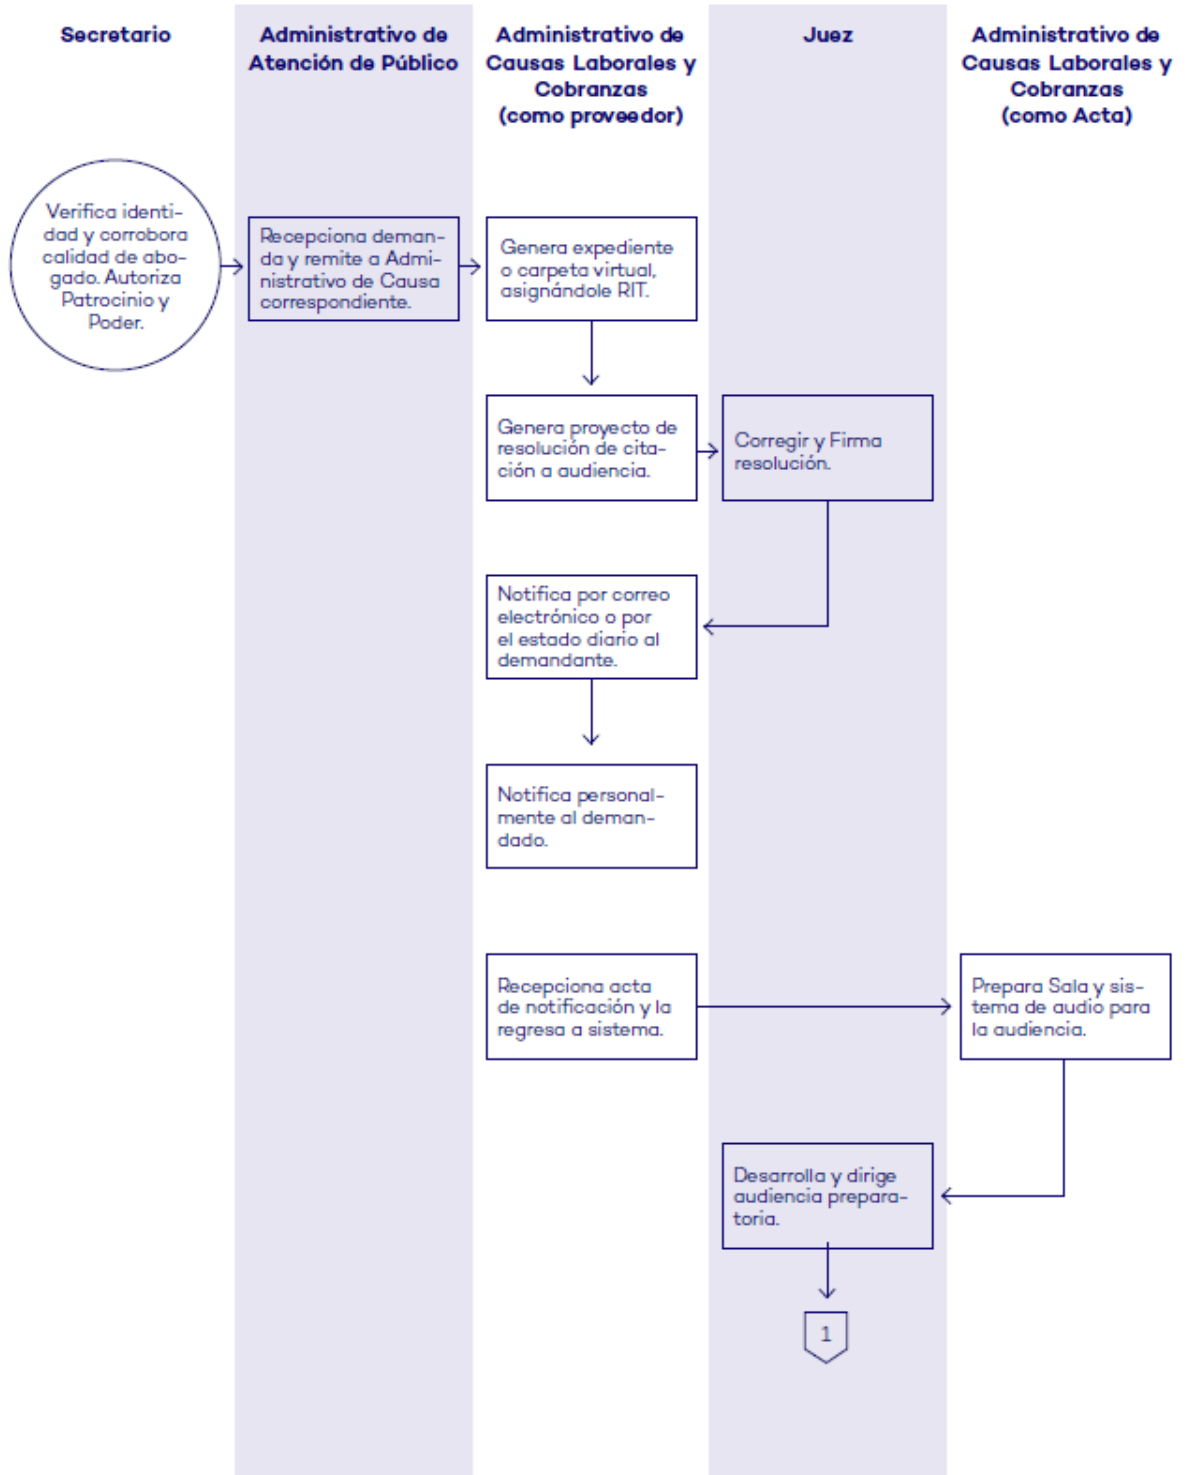 Secretario
Administrativo de
Atención de Público
Administrativo de
Causas Laborales y
Cobranzas
(como proveedor)
Juez
Administrativo de
Causas Laborales y
Cobranzas
(como Acta)
Verifica identi-
dad y corrobora
calidad de abo-
gado. Autoriza
Patrocinio y
Poder.
Recepciona deman-
da y remite a Admi-
nistrativo de Causa
correspondiente.
Genera expediente
o carpeta virtual,
asignándole RIT.
Genera proyecto de
resolución de cita-
ción a audiencia.
Corregir y Firma
resolución.
Notifica por correo
electrónico o por
el estado diario al
demandante.
Notifica personal-
mente al deman-
dado.
Recepciona acta
de notificación y la
regresa a sistema.
Prepara Sala y sis-
tema de audio para
la audiencia.
Desarrolla y dirige
audiencia prepara-
toria.
1